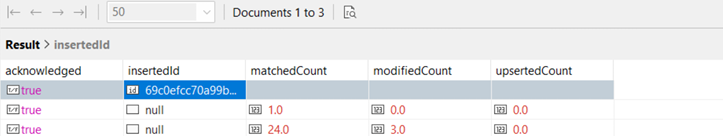 50 Documents 1 to 3
Result > insertedId
acknowledged insertedId matchedCount modifiedCount upsertedCount
true 69c0efcc70a99b...
true null 1.0 0.0 0.0
true null 24.0 3.0 0.0